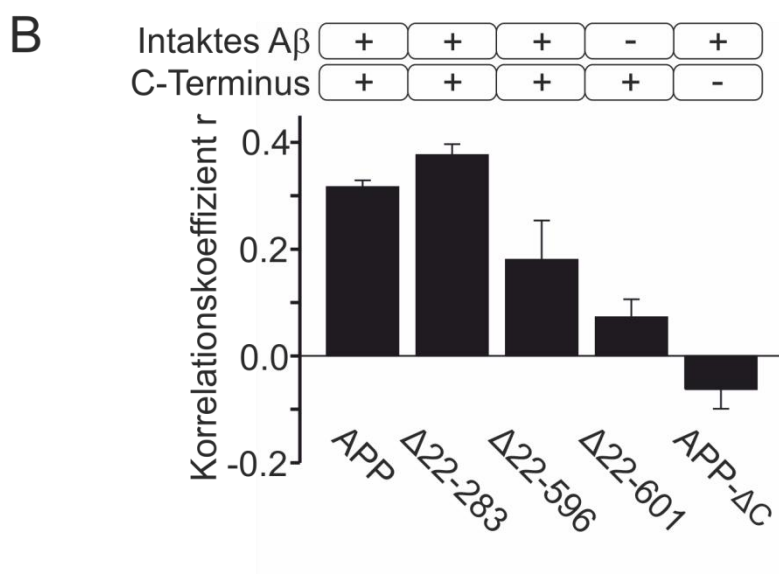 B
Intaktes Aβ + + + - +
C-Terminus + + + + -
Korrelationskoeffizient r
0.4
0.2
0.0
-0.2
APP
Δ22-283
Δ22-596
Δ22-601
APP-ΔC